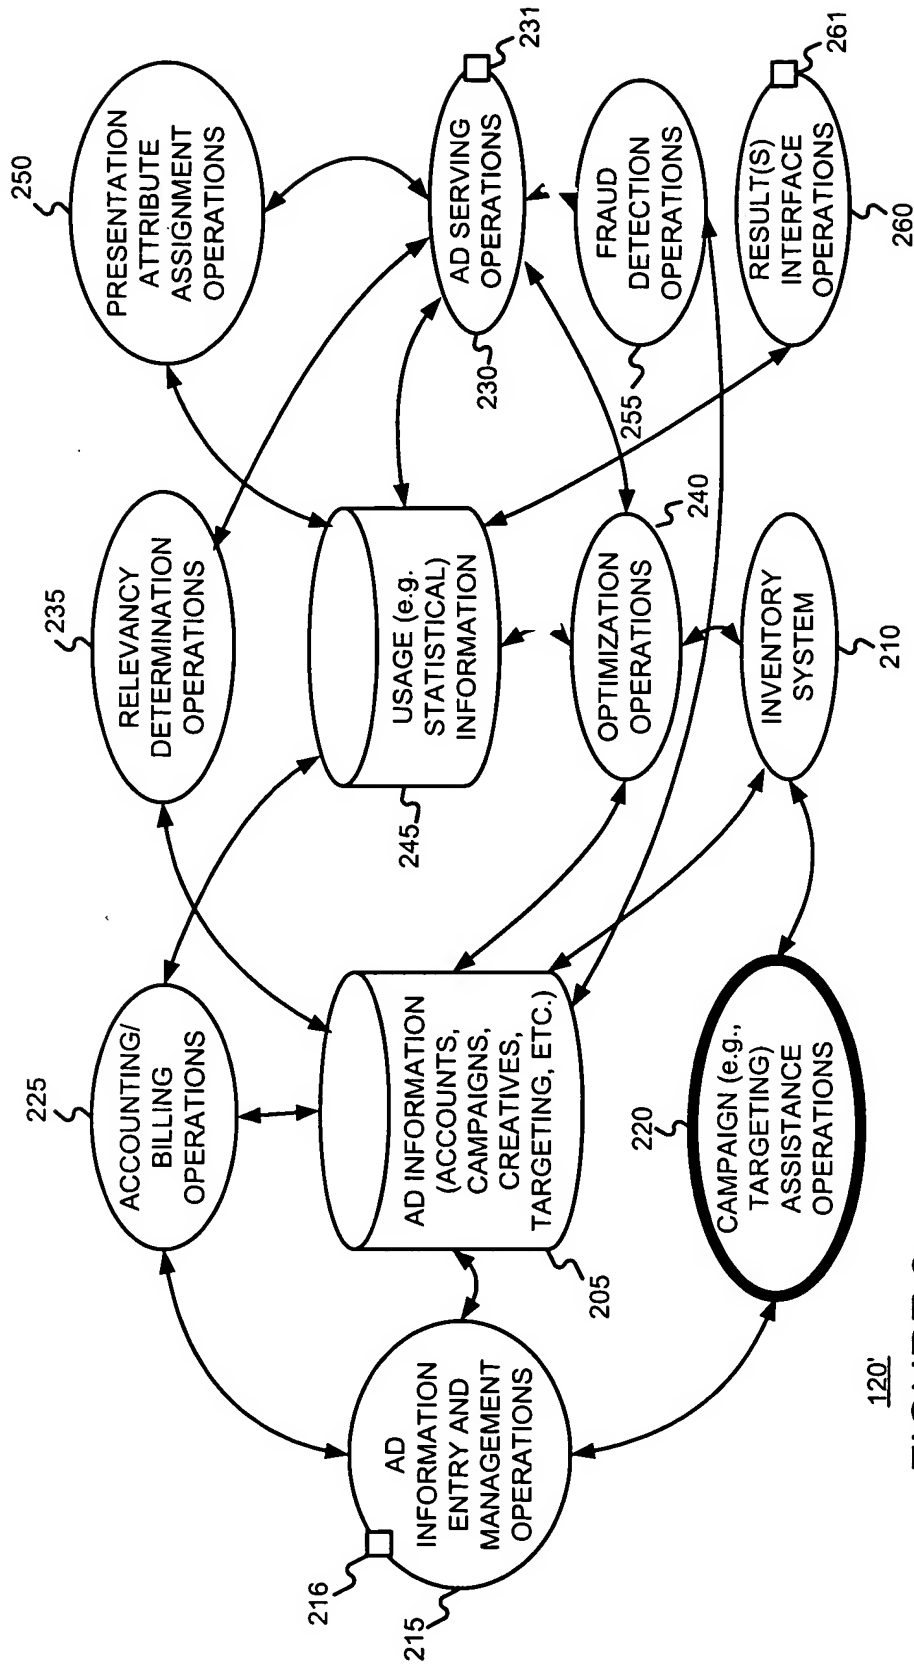 225
ACCOUNTING/
BILLING
OPERATIONS
235
RELEVANCY
DETERMINATION
OPERATIONS
250
PRESENTATION
ATTRIBUTE
ASSIGNMENT
OPERATIONS
216
215
AD
INFORMATION
ENTRY AND
MANAGEMENT
OPERATIONS
AD INFORMATION
(ACCOUNTS,
CAMPAIGNS,
CREATIVES,
TARGETING, ETC.)
205
USAGE (e.g.
STATISTICAL)
INFORMATION
245
AD SERVING
OPERATIONS
230
231
OPTIMIZATION
OPERATIONS
240
FRAUD
DETECTION
OPERATIONS
255
220
CAMPAIGN (e.g.,
TARGETING)
ASSISTANCE
OPERATIONS
INVENTORY
SYSTEM
210
RESULT(S)
INTERFACE
OPERATIONS
260
261
120'